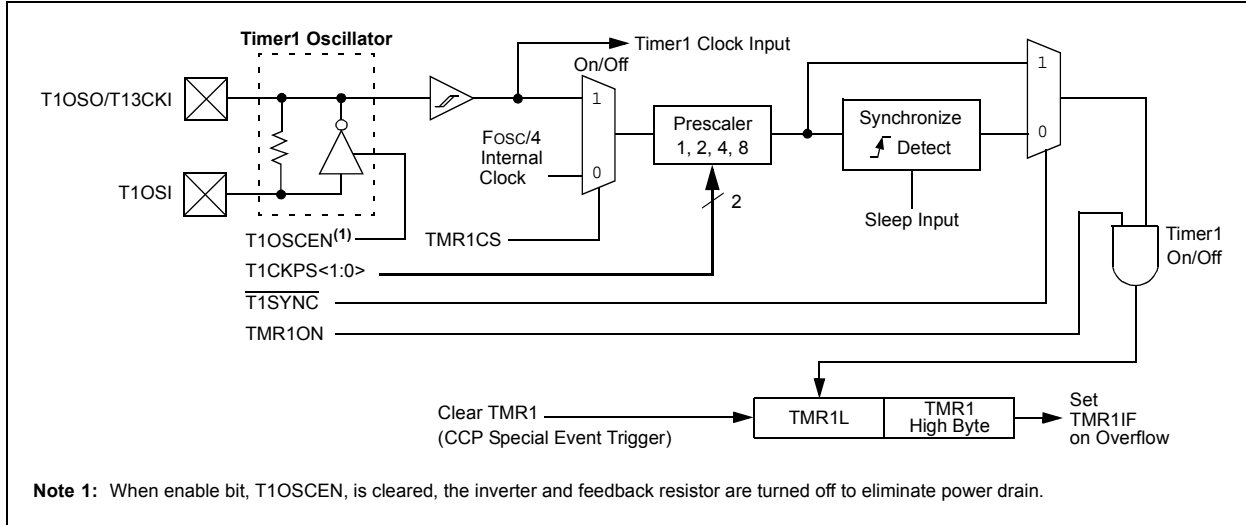 Timer1 Oscillator
Timer1 Clock Input
On/Off
T1OSO/T13CKI
1
1
FOSC/4
Internal
Clock
Prescaler
1, 2, 4, 8
Synchronize
Detect
0
0
T1OSI
2
Sleep Input
T1OSCEN(1)
TMR1CS
Timer1
On/Off
T1CKPS<1:0>
T1SYNC
TMR1ON
Clear TMR1
(CCP Special Event Trigger)
TMR1L
TMR1
High Byte
Set
TMR1IF
on Overflow
Note 1: When enable bit, T1OSCEN, is cleared, the inverter and feedback resistor are turned off to eliminate power drain.